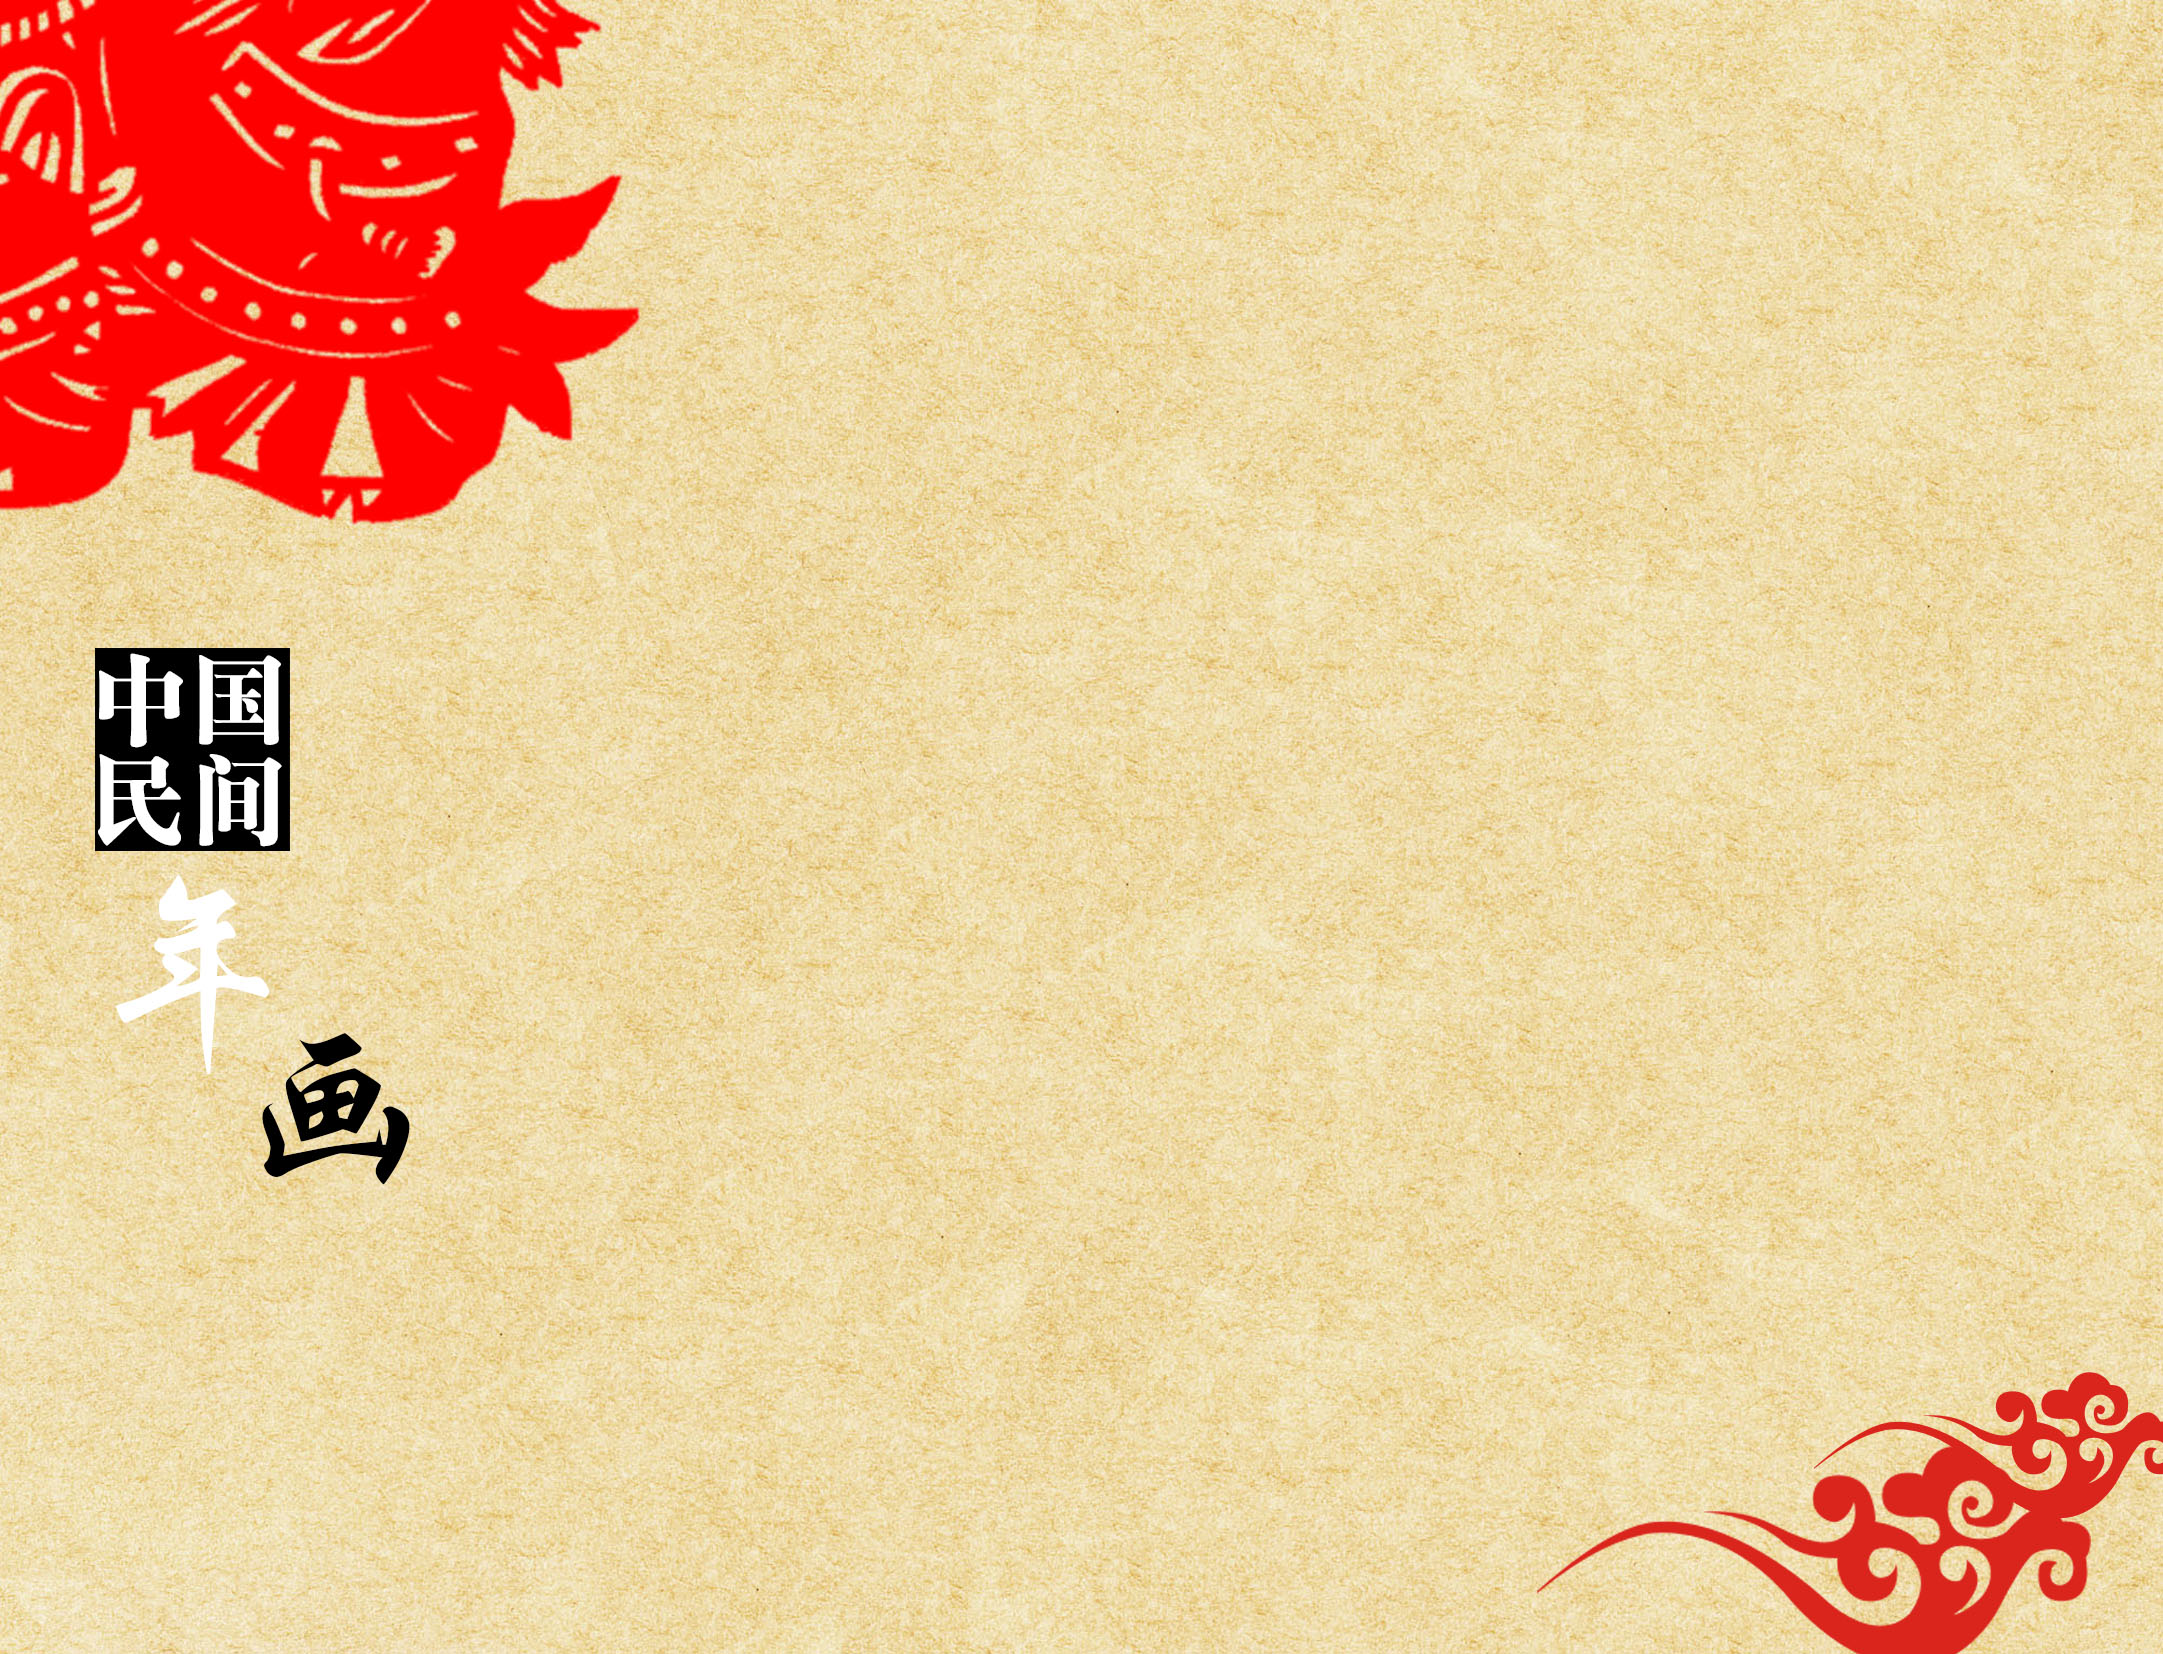 中国
民间
年
画